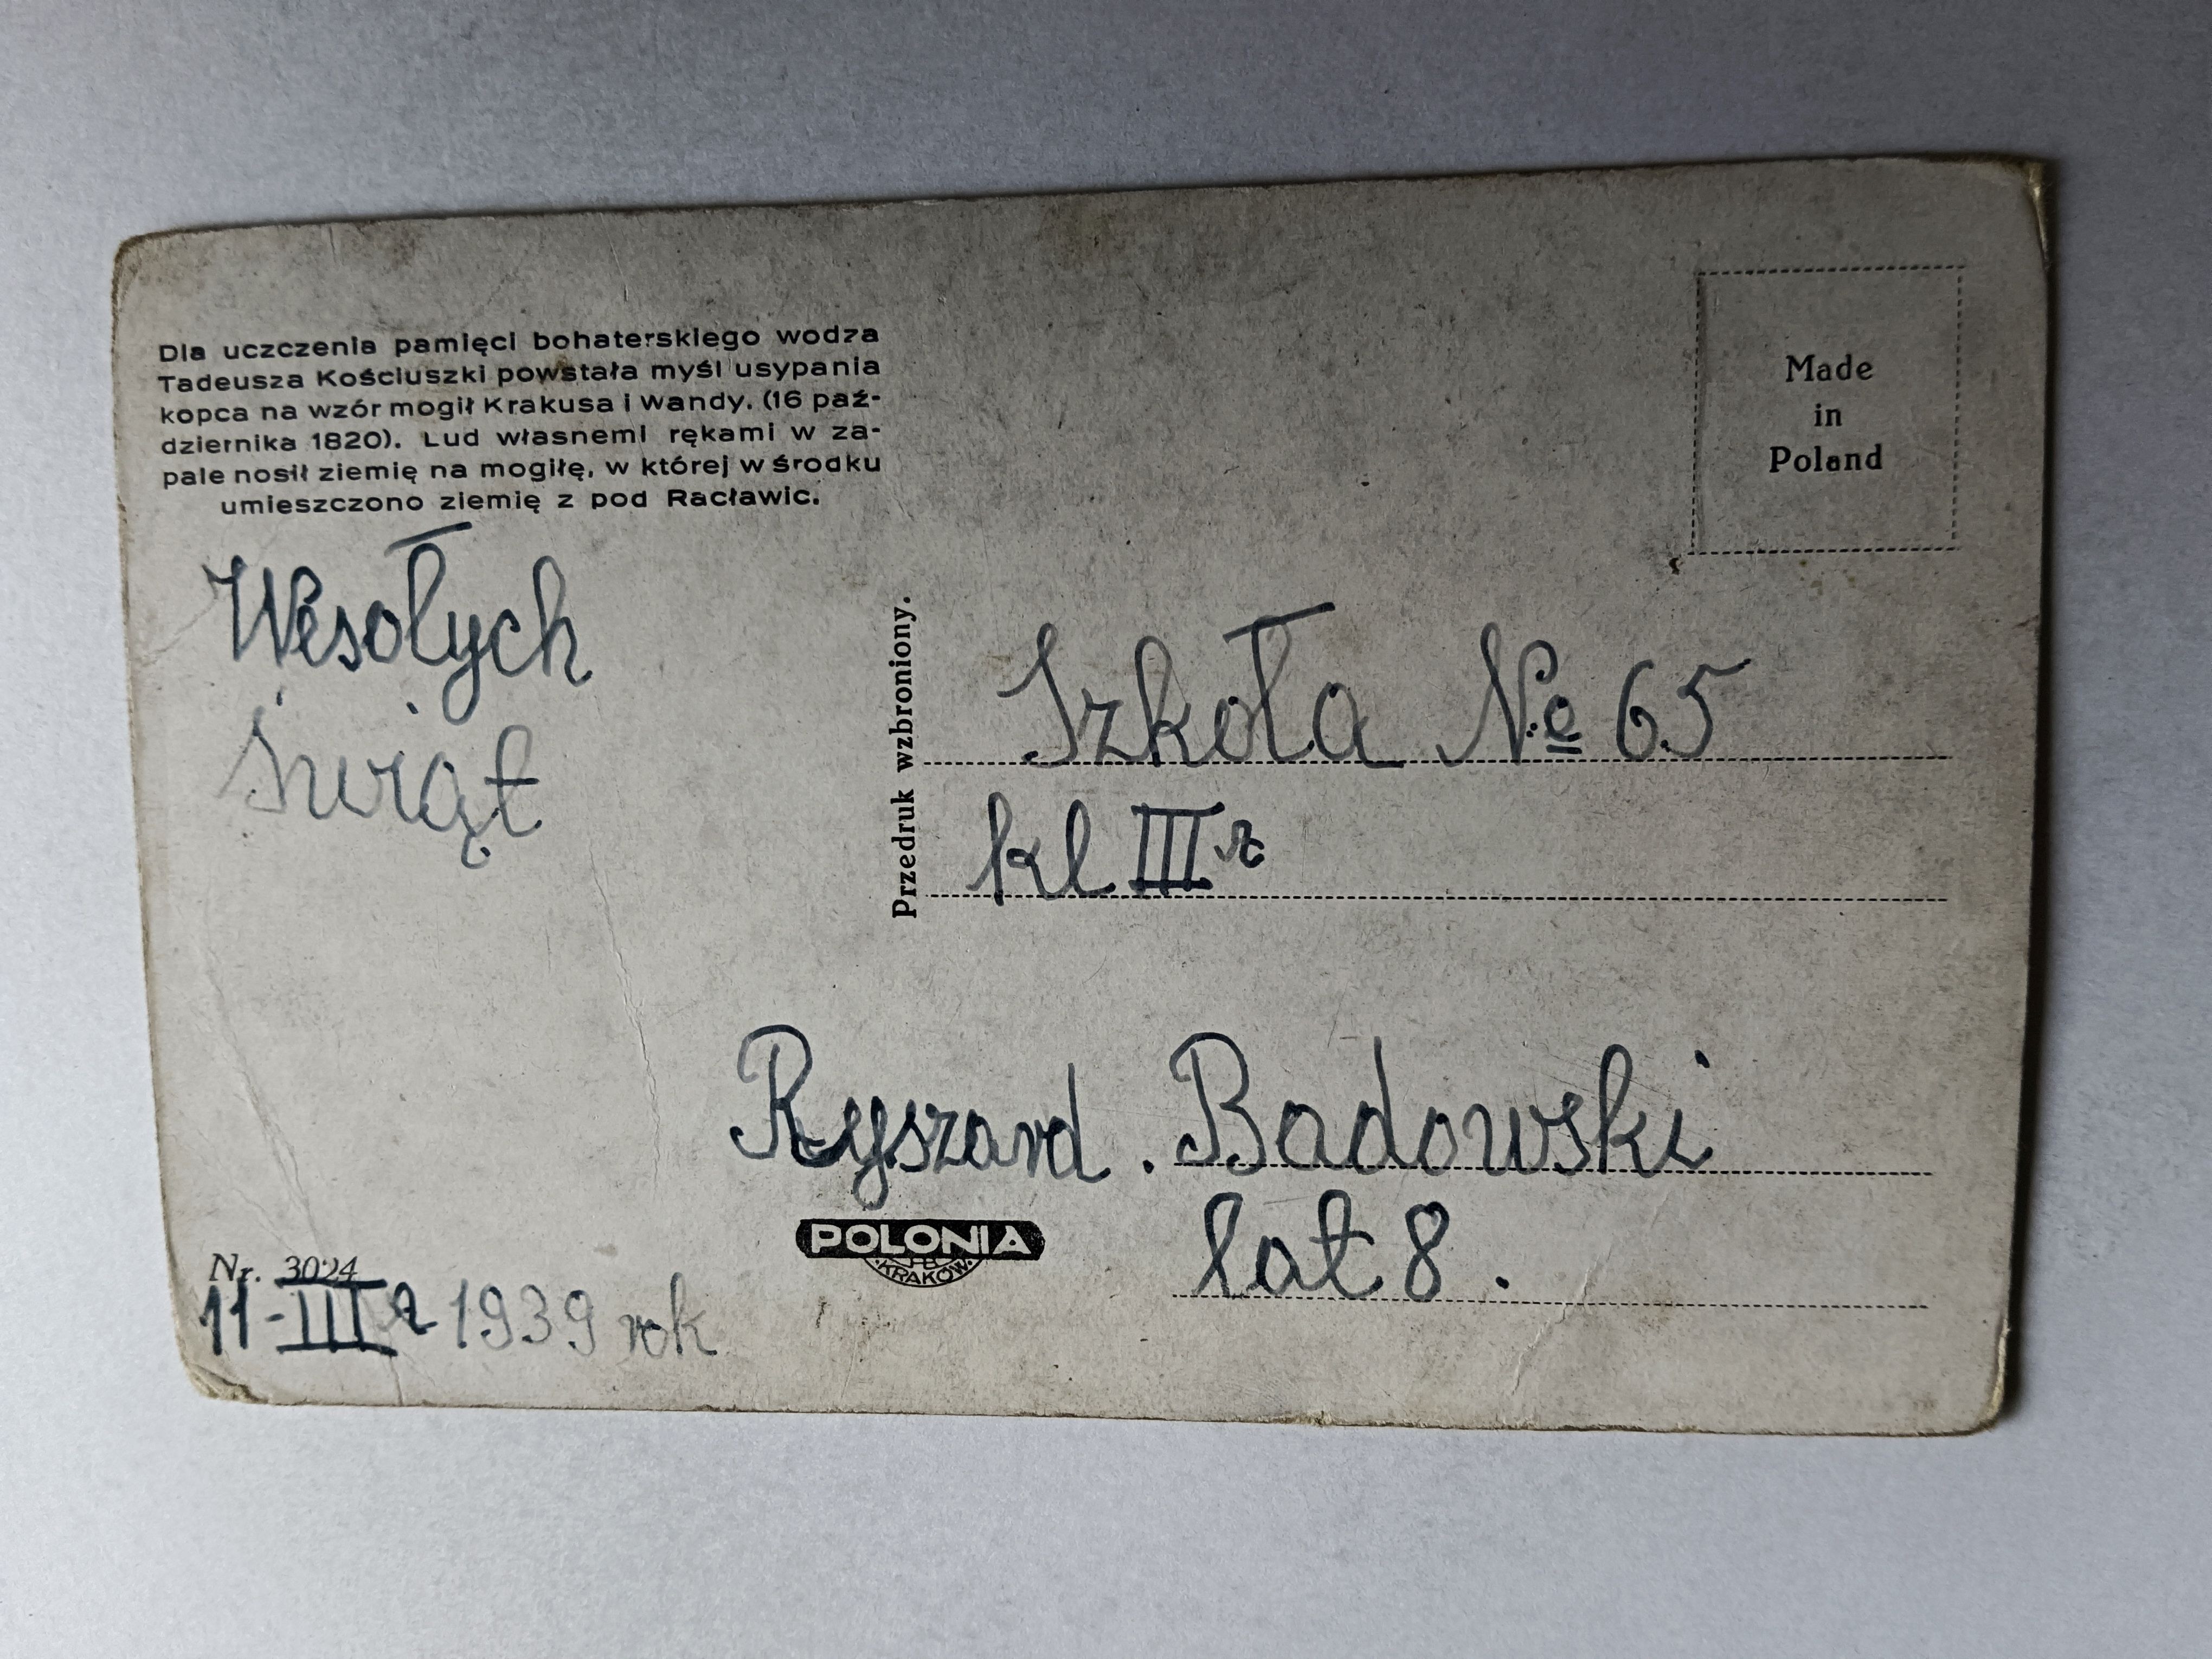 Dla uczczenia pamięci bohaterskiego wodza
Tadeusza Kościuszki powstała myśl usypania
kopca na wzór mogił Krakusa i Wandy. (16 paź-
dziernika 1820). Lud własnemi rękami w za-
pale nosił ziemię na mogiłę, w której w środku
umieszczono ziemię z pod Racławic.
Wesołych
świąt
Nr. 3024
11-III r 1939 rok
Przedruk wzbroniony.
POLONIA
KRAKÓW
Made
in
Poland
Szkoła № 65
kl III r
Ryszard. Badowski
lat 8.